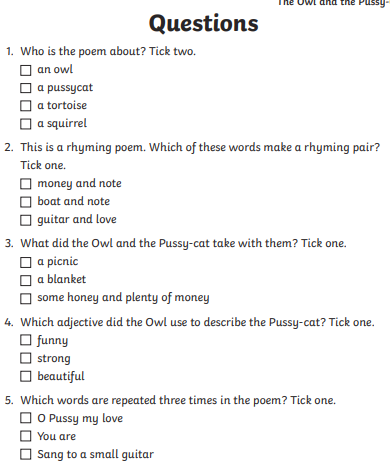 The Owl and the Pussy-
Questions
1. Who is the poem about? Tick two.
an owl
a pussycat
a tortoise
a squirrel
2. This is a rhyming poem. Which of these words make a rhyming pair?
Tick one.
money and note
boat and note
guitar and love
3. What did the Owl and the Pussy-cat take with them? Tick one.
a picnic
a blanket
some honey and plenty of money
4. Which adjective did the Owl use to describe the Pussy-cat? Tick one.
funny
strong
beautiful
5. Which words are repeated three times in the poem? Tick one.
O Pussy my love
You are
Sang to a small guitar